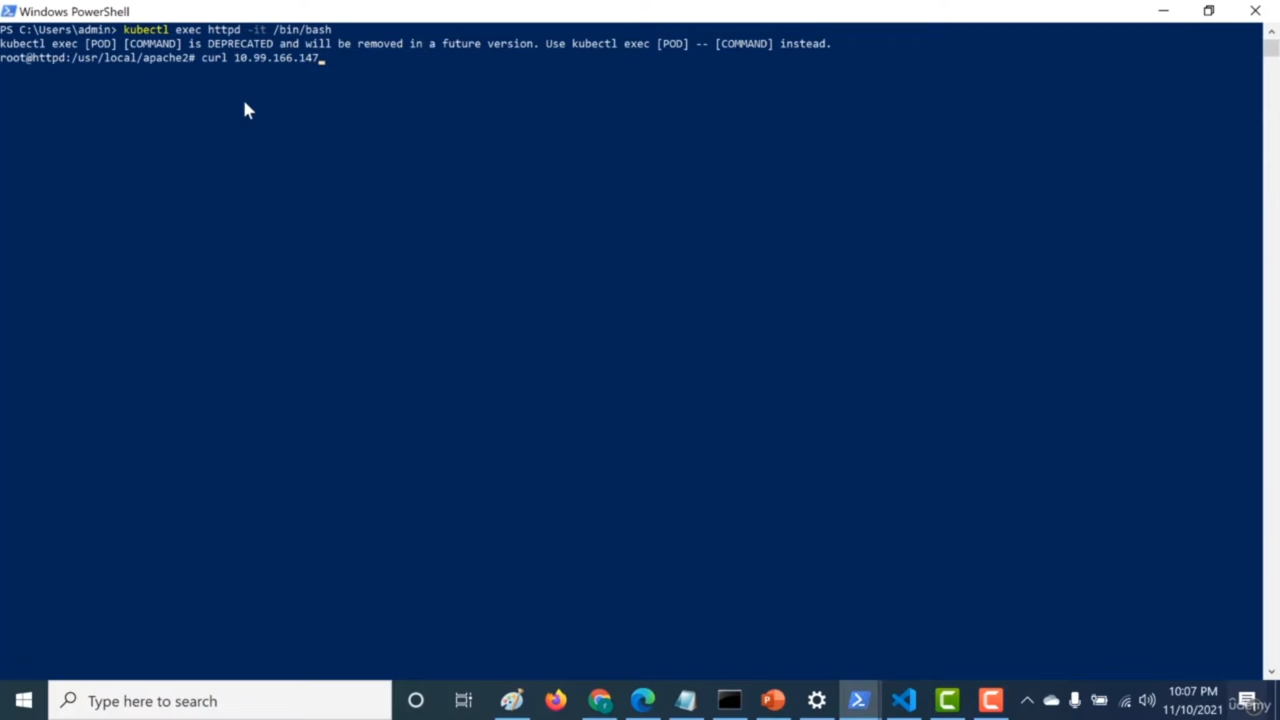 Windows PowerShell
PS C:\Users\admin> kubectl exec httpd -it /bin/bash
kubectl exec [POD] [COMMAND] is DEPRECATED and will be removed in a future version. Use kubectl exec [POD] -- [COMMAND] instead.
root@httpd:/usr/local/apache2# curl 10.99.166.147
Type here to search
10:07 PM
11/10/2021
udemy